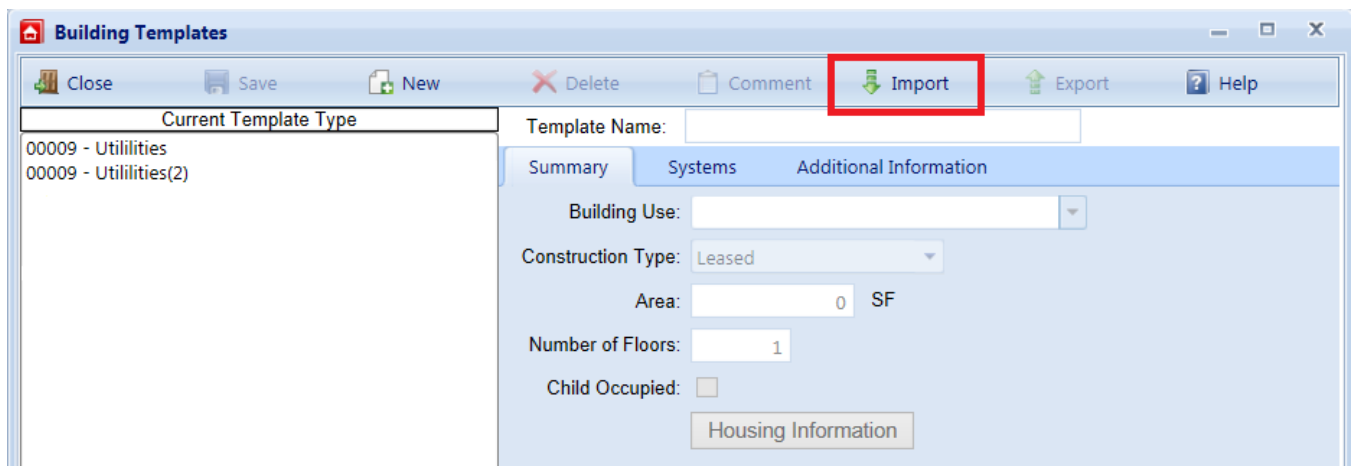 Building Templates
Close Save New Delete Comment Import Export ? Help
Current Template Type
00009 - Utililities
00009 - Utililities(2)
Template Name:
Summary Systems Additional Information
Building Use:
Construction Type: Leased
Area: 0 SF
Number of Floors: 1
Child Occupied:
Housing Information